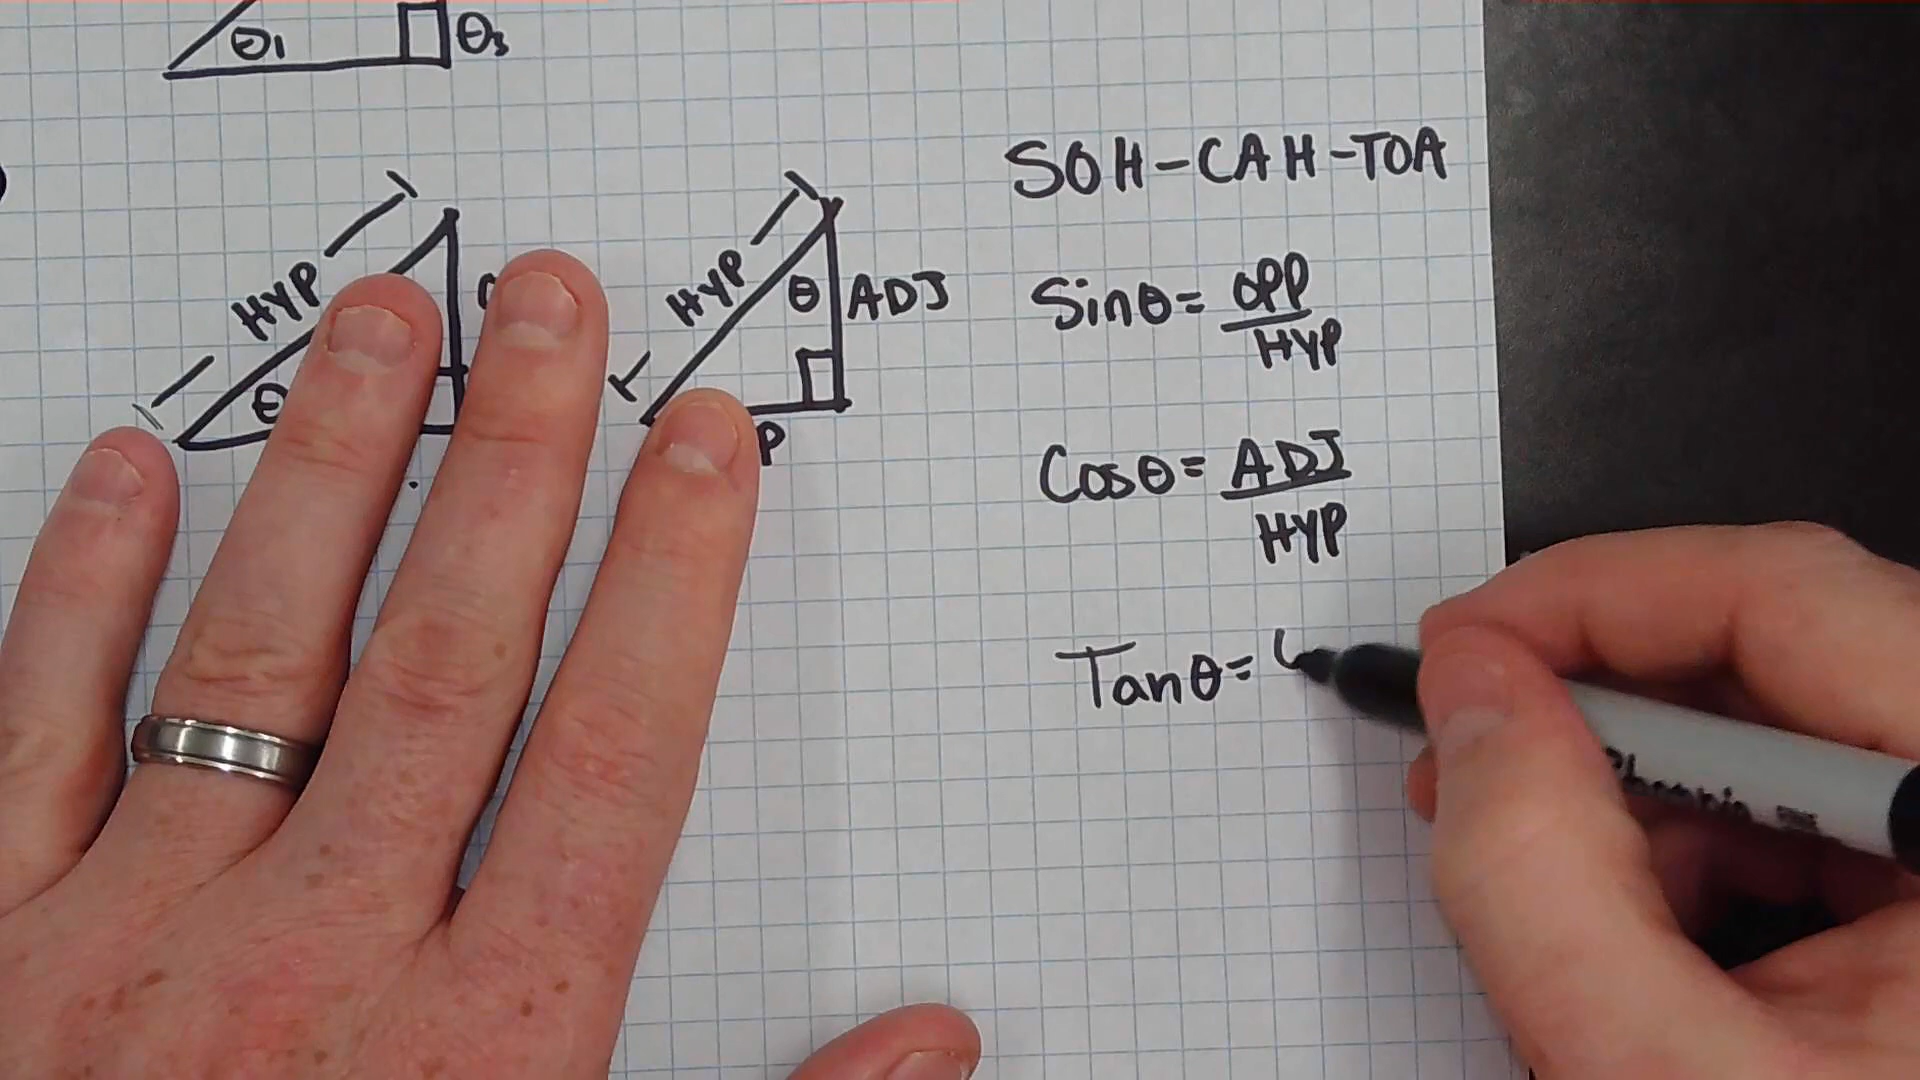 θ1 θ3
SOH-CAH-TOA
HYP
θ
HYP θ ADJ
Sinθ= OPP
HYP
Cosθ= ADJ
HYP
Tanθ=